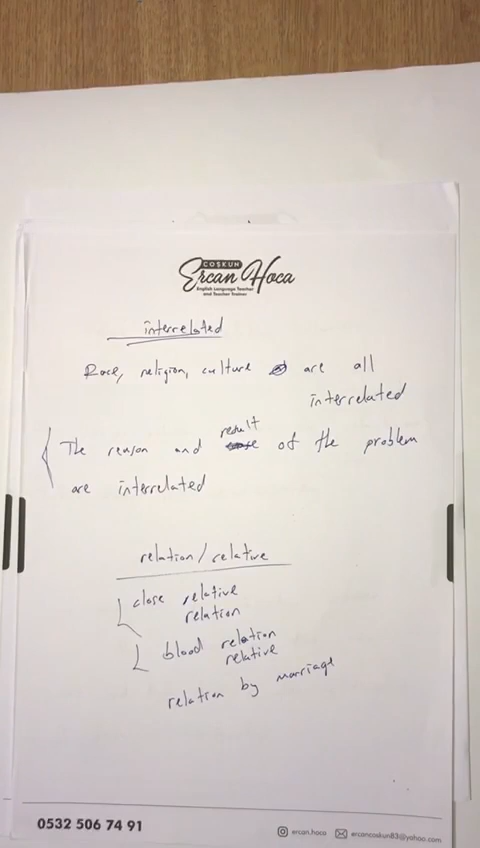 COŞKUN
Ercan Hoca
English Language Teacher
and Teacher Trainer
interrelated
Race, religion, culture are all
interrelated
The reason and result of the problem
are interrelated
relation / relative
close relative
relation
blood relation
relative
relation by marriage
0532 506 74 91
ercan.hoca
ercancoskun83@yahoo.com